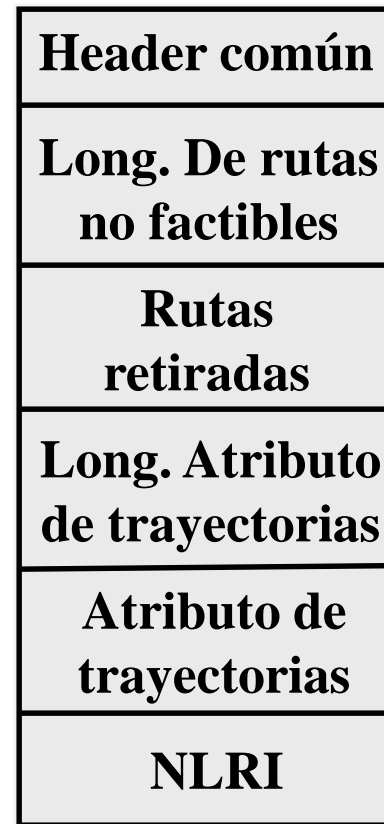 Header común
Long. De rutas
no factibles
Rutas
retiradas
Long. Atributo
de trayectorias
Atributo de
trayectorias
NLRI